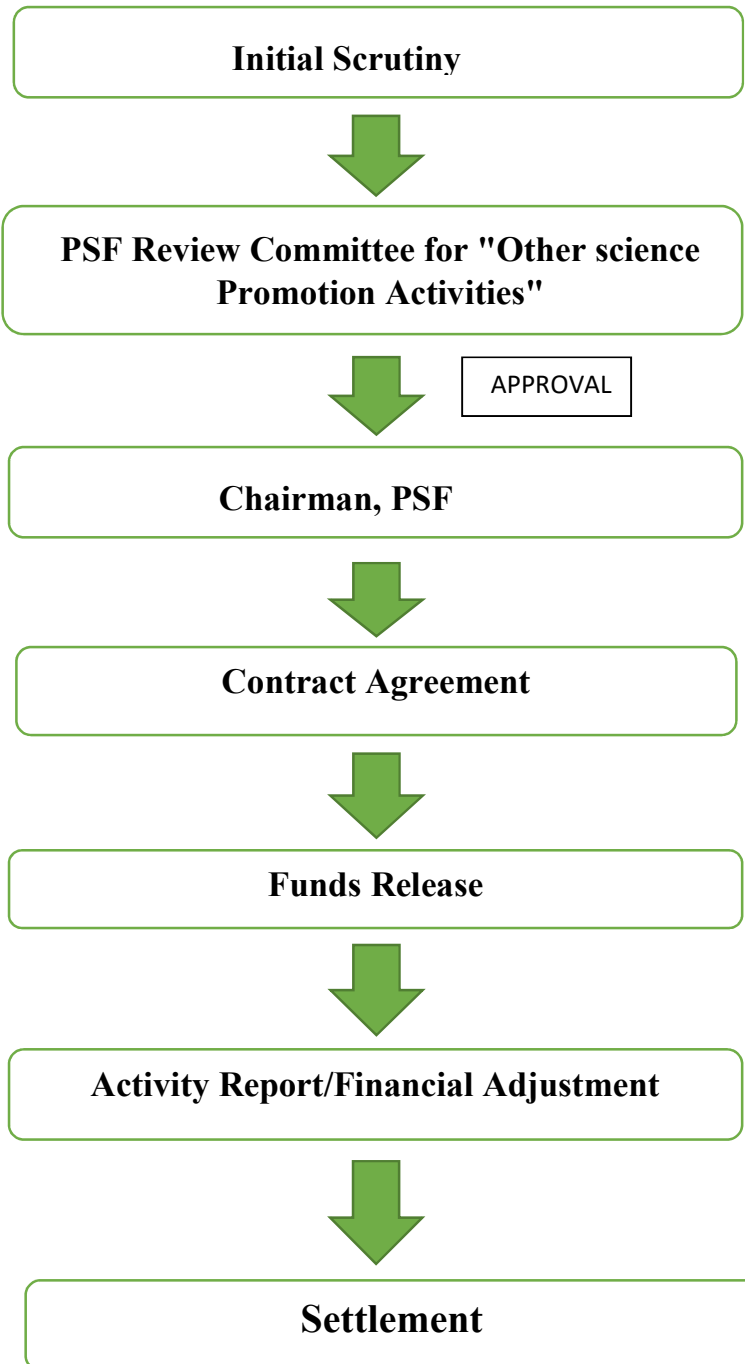 Initial Scrutiny
PSF Review Committee for "Other science
Promotion Activities"
APPROVAL
Chairman, PSF
Contract Agreement
Funds Release
Activity Report/Financial Adjustment
Settlement